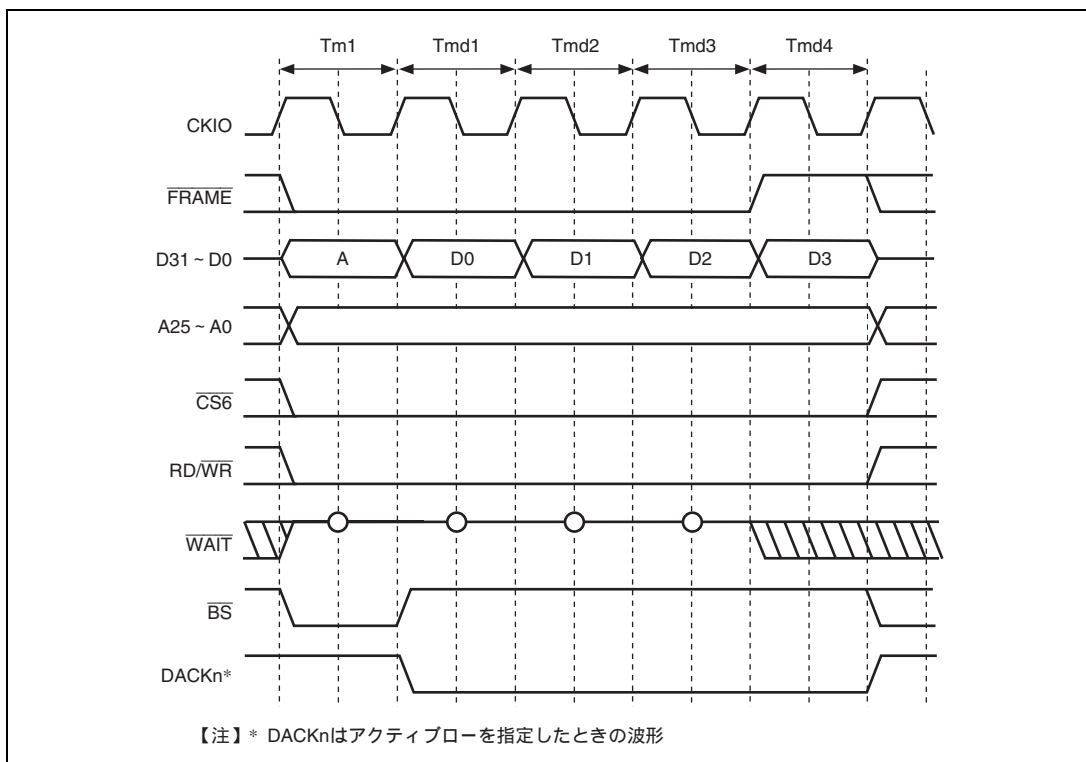 Tm1 Tmd1 Tmd2 Tmd3 Tmd4
CKIO
FRAME
D31 ~ D0 A D0 D1 D2 D3
A25 ~ A0
CS6
RD/WR
WAIT
BS
DACKn*
【注】* DACKnはアクティブローを指定したときの波形